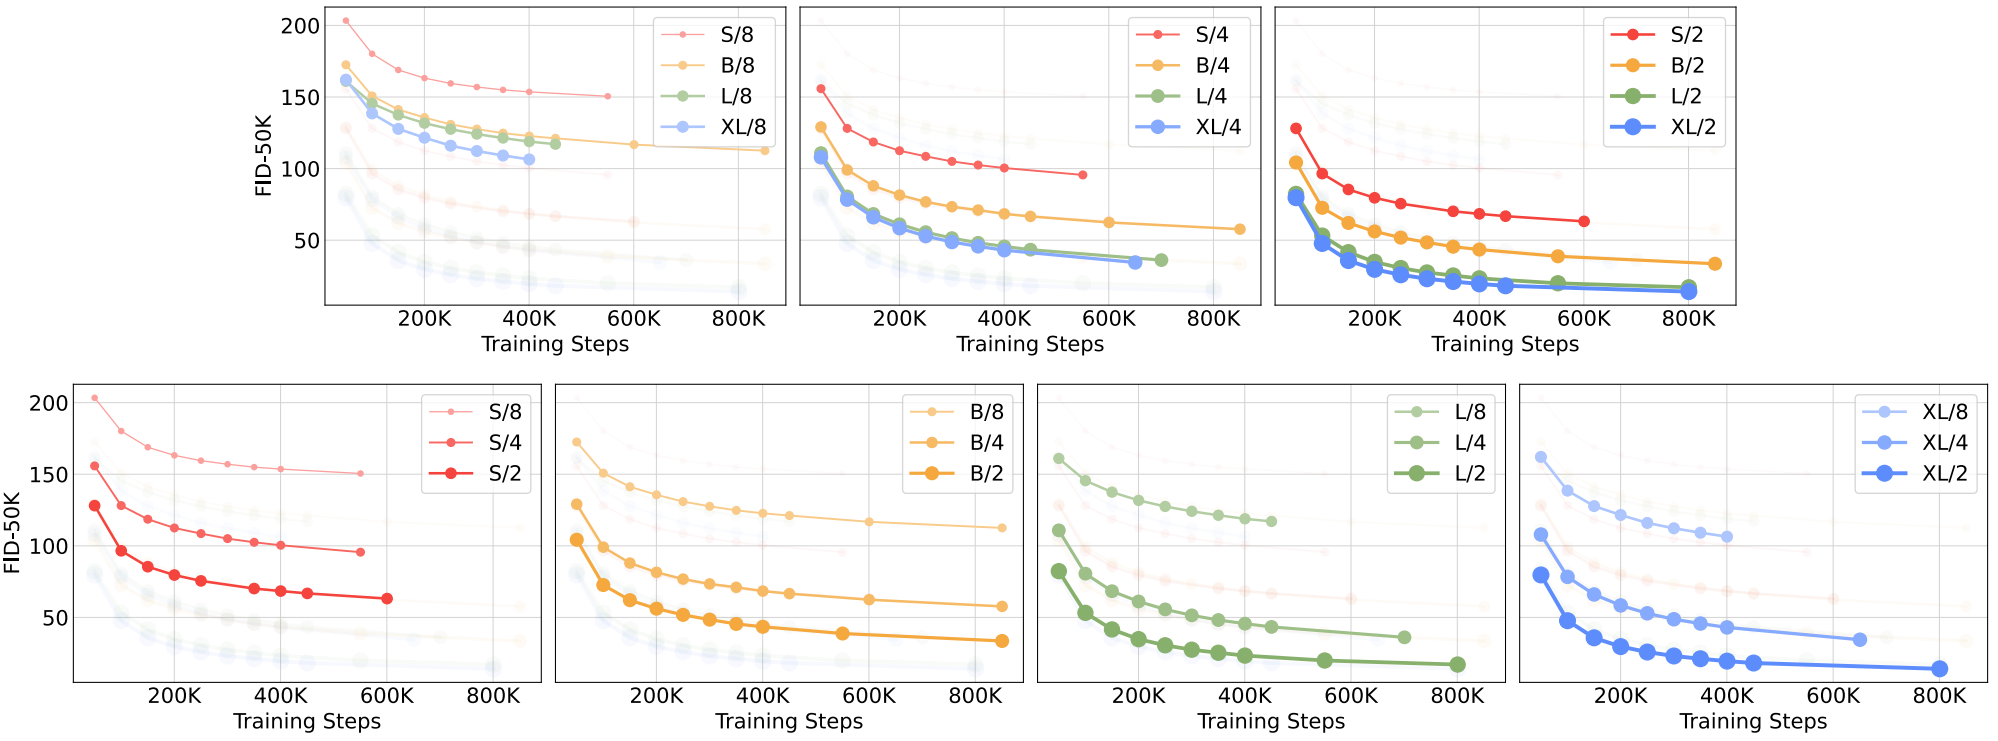 200
150
100
50
FID-50K
S/8
B/8
L/8
XL/8
200K 400K 600K 800K
Training Steps
S/4
B/4
L/4
XL/4
200K 400K 600K 800K
Training Steps
S/2
B/2
L/2
XL/2
200K 400K 600K 800K
Training Steps
200
150
100
50
FID-50K
S/8
S/4
S/2
200K 400K 600K 800K
Training Steps
B/8
B/4
B/2
200K 400K 600K 800K
Training Steps
L/8
L/4
L/2
200K 400K 600K 800K
Training Steps
XL/8
XL/4
XL/2
200K 400K 600K 800K
Training Steps